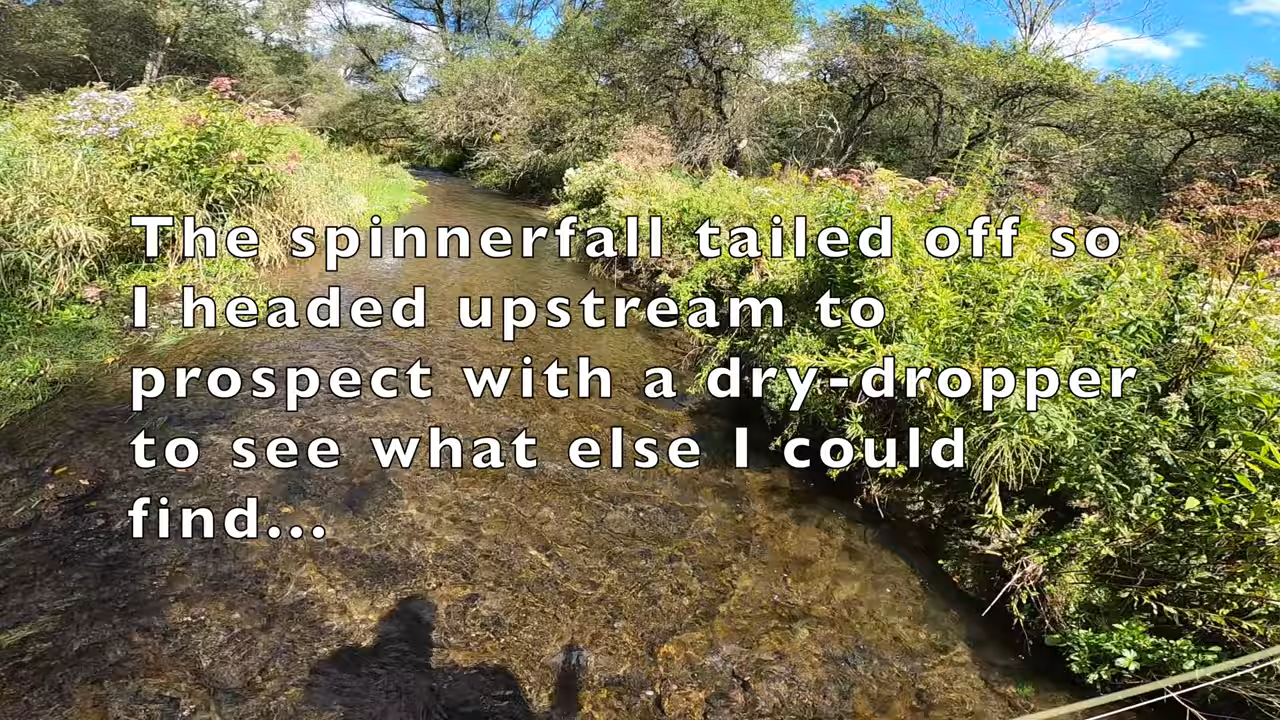 The spinnerfall tailed off so
I headed upstream to
prospect with a dry-dropper
to see what else I could
find...